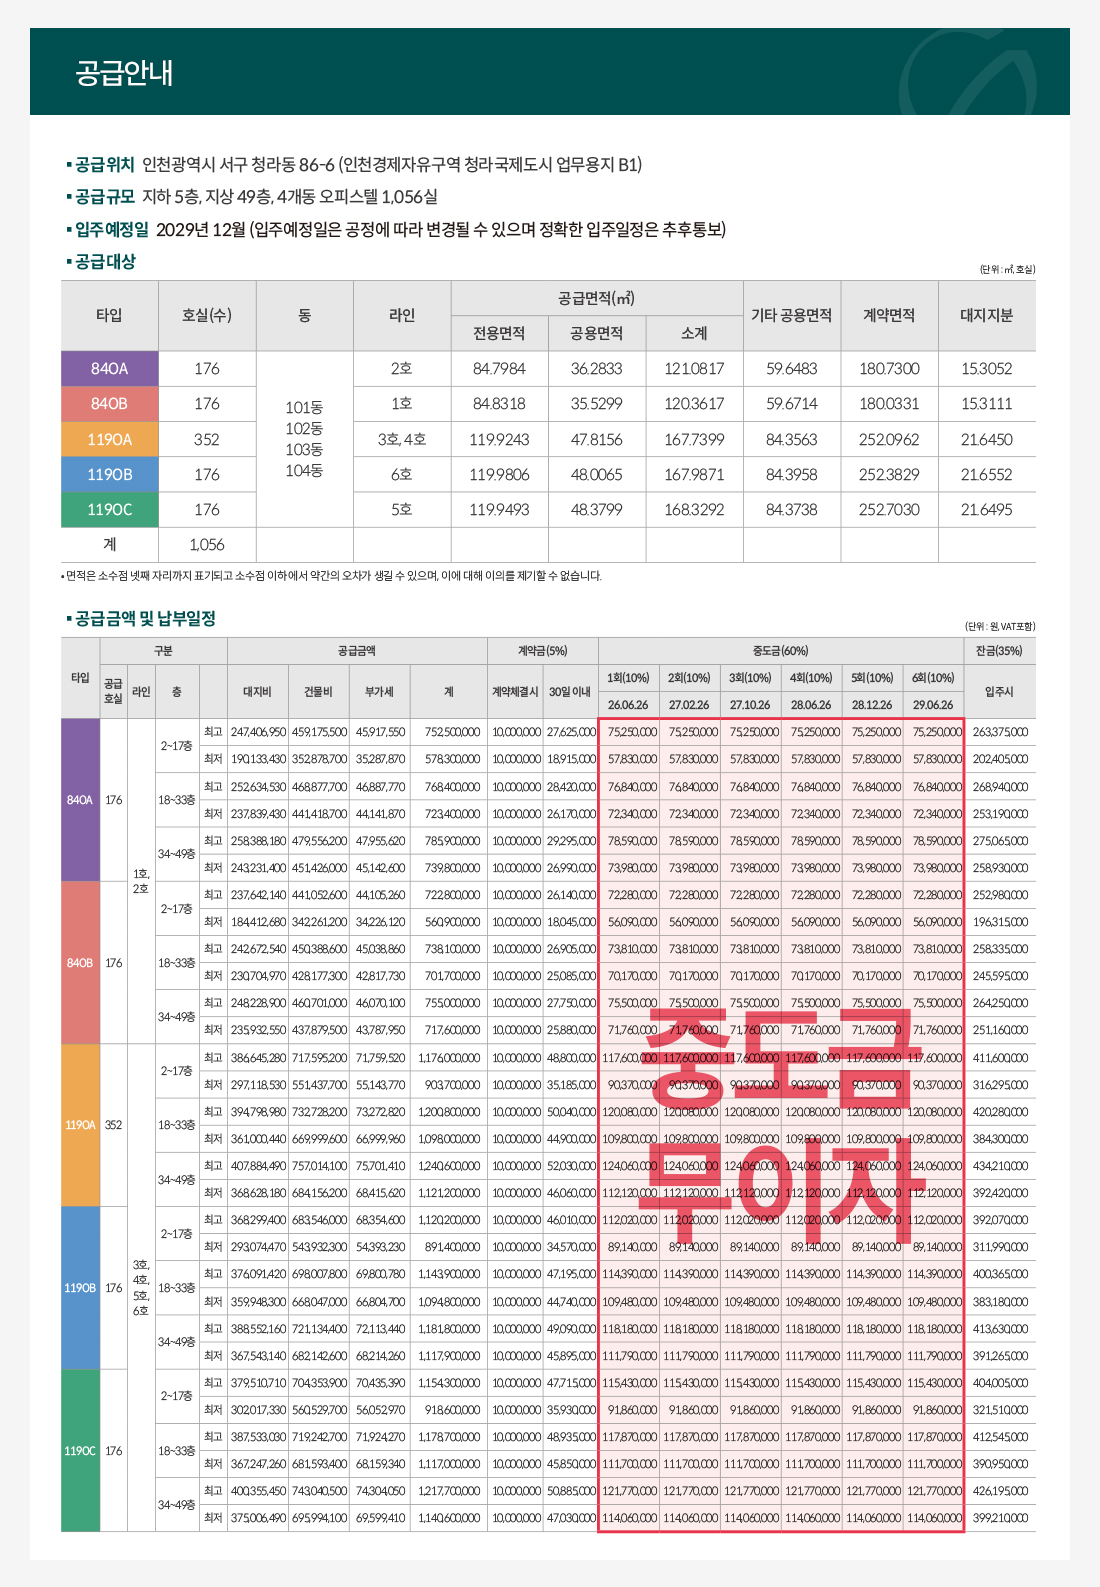 공급안내
▪ 공급위치 인천광역시 서구 청라동 86-6 (인천경제자유구역 청라국제도시 업무용지 B1)
▪ 공급규모 지하 5층, 지상 49층, 4개동 오피스텔 1,056실
▪ 입주예정일 2029년 12월 (입주예정일은 공정에 따라 변경될 수 있으며 정확한 입주일정은 추후통보)
▪ 공급대상
(단위 : ㎡, 호실)
타입 호실(수) 동 라인 공급면적(㎡) 기타 공용면적 계약면적 대지지분
전용면적 공용면적 소계
84OA 176 2호 84.7984 36.2833 121.0817 59.6483 180.7300 15.3052
84OB 176 1호 84.8318 35.5299 120.3617 59.6714 180.0331 15.3111
101동
102동
103동
104동
119OA 352 3호, 4호 119.9243 47.8156 167.7399 84.3563 252.0962 21.6450
119OB 176 6호 119.9806 48.0065 167.9871 84.3958 252.3829 21.6552
119OC 176 5호 119.9493 48.3799 168.3292 84.3738 252.7030 21.6495
계 1,056
• 면적은 소수점 넷째 자리까지 표기되고 소수점 이하에서 약간의 오차가 생길 수 있으며, 이에 대해 이의를 제기할 수 없습니다.
▪ 공급금액 및 납부일정
(단위 : 원, VAT포함)
타입 구분 공급금액 계약금(5%) 중도금(60%) 잔금(35%)
공급호실 라인 층 대지비 건물비 부가세 계 계약체결시 30일 이내 1회(10%) 2회(10%) 3회(10%) 4회(10%) 5회(10%) 6회(10%) 입주시
26.06.26 27.02.26 27.10.26 28.06.26 28.12.26 29.06.26
84OA 176 1호, 2호
2~17층 최고 247,406,950 459,175,500 45,917,550 752,500,000 10,000,000 27,625,000 75,250,000 75,250,000 75,250,000 75,250,000 75,250,000 75,250,000 263,375,000
최저 190,133,430 352,878,700 35,287,870 578,300,000 10,000,000 18,915,000 57,830,000 57,830,000 57,830,000 57,830,000 57,830,000 57,830,000 202,405,000
18~33층 최고 252,634,530 468,877,700 46,887,770 768,400,000 10,000,000 28,420,000 76,840,000 76,840,000 76,840,000 76,840,000 76,840,000 76,840,000 268,940,000
최저 237,839,430 441,418,700 44,141,870 723,400,000 10,000,000 26,170,000 72,340,000 72,340,000 72,340,000 72,340,000 72,340,000 72,340,000 253,190,000
34~49층 최고 258,388,180 479,556,200 47,955,620 785,900,000 10,000,000 29,295,000 78,590,000 78,590,000 78,590,000 78,590,000 78,590,000 78,590,000 275,065,000
최저 243,231,400 451,426,000 45,142,600 739,800,000 10,000,000 26,990,000 73,980,000 73,980,000 73,980,000 73,980,000 73,980,000 73,980,000 258,930,000
84OB 176
2~17층 최고 237,642,140 441,052,600 44,105,260 722,800,000 10,000,000 26,140,000 72,280,000 72,280,000 72,280,000 72,280,000 72,280,000 72,280,000 252,980,000
최저 184,412,680 342,261,200 34,226,120 560,900,000 10,000,000 18,045,000 56,090,000 56,090,000 56,090,000 56,090,000 56,090,000 56,090,000 196,315,000
18~33층 최고 242,672,540 450,388,600 45,038,860 738,100,000 10,000,000 26,905,000 73,810,000 73,810,000 73,810,000 73,810,000 73,810,000 73,810,000 258,335,000
최저 230,704,970 428,177,300 42,817,730 701,700,000 10,000,000 25,085,000 70,170,000 70,170,000 70,170,000 70,170,000 70,170,000 70,170,000 245,595,000
34~49층 최고 248,228,900 460,701,000 46,070,100 755,000,000 10,000,000 27,750,000 75,500,000 75,500,000 75,500,000 75,500,000 75,500,000 75,500,000 264,250,000
최저 235,932,550 437,879,500 43,787,950 717,600,000 10,000,000 25,880,000 71,760,000 71,760,000 71,760,000 71,760,000 71,760,000 71,760,000 251,160,000
119OA 352 3호, 4호, 5호, 6호
2~17층 최고 386,645,280 717,595,200 71,759,520 1,176,000,000 10,000,000 48,800,000 117,600,000 117,600,000 117,600,000 117,600,000 117,600,000 117,600,000 411,600,000
최저 297,118,530 551,437,700 55,143,770 903,700,000 10,000,000 35,185,000 90,370,000 90,370,000 90,370,000 90,370,000 90,370,000 90,370,000 316,295,000
18~33층 최고 394,798,980 732,728,200 73,272,820 1,200,800,000 10,000,000 50,040,000 120,080,000 120,080,000 120,080,000 120,080,000 120,080,000 120,080,000 420,280,000
최저 361,000,440 669,999,600 66,999,960 1,098,000,000 10,000,000 44,900,000 109,800,000 109,800,000 109,800,000 109,800,000 109,800,000 109,800,000 384,300,000
34~49층 최고 407,884,490 757,014,100 75,701,410 1,240,600,000 10,000,000 52,030,000 124,060,000 124,060,000 124,060,000 124,060,000 124,060,000 124,060,000 434,210,000
최저 368,628,180 684,156,200 68,415,620 1,121,200,000 10,000,000 46,060,000 112,120,000 112,120,000 112,120,000 112,120,000 112,120,000 112,120,000 392,420,000
중도금
무이자
119OB 176
2~17층 최고 368,299,400 683,546,000 68,354,600 1,120,200,000 10,000,000 46,010,000 112,020,000 112,020,000 112,020,000 112,020,000 112,020,000 112,020,000 392,070,000
최저 293,074,470 543,932,300 54,393,230 891,400,000 10,000,000 34,570,000 89,140,000 89,140,000 89,140,000 89,140,000 89,140,000 89,140,000 311,990,000
18~33층 최고 376,091,420 698,007,800 69,800,780 1,143,900,000 10,000,000 47,195,000 114,390,000 114,390,000 114,390,000 114,390,000 114,390,000 114,390,000 400,365,000
최저 359,948,300 668,047,000 66,804,700 1,094,800,000 10,000,000 44,740,000 109,480,000 109,480,000 109,480,000 109,480,000 109,480,000 109,480,000 383,180,000
34~49층 최고 388,552,160 721,134,400 72,113,440 1,181,800,000 10,000,000 49,090,000 118,180,000 118,180,000 118,180,000 118,180,000 118,180,000 118,180,000 413,630,000
최저 367,543,140 682,142,600 68,214,260 1,117,900,000 10,000,000 45,895,000 111,790,000 111,790,000 111,790,000 111,790,000 111,790,000 111,790,000 391,265,000
119OC 176
2~17층 최고 379,510,710 704,353,900 70,435,390 1,154,300,000 10,000,000 47,715,000 115,430,000 115,430,000 115,430,000 115,430,000 115,430,000 115,430,000 404,005,000
최저 302,017,330 560,529,700 56,052,970 918,600,000 10,000,000 35,930,000 91,860,000 91,860,000 91,860,000 91,860,000 91,860,000 91,860,000 321,510,000
18~33층 최고 387,533,030 719,242,700 71,924,270 1,178,700,000 10,000,000 48,935,000 117,870,000 117,870,000 117,870,000 117,870,000 117,870,000 117,870,000 412,545,000
최저 367,247,260 681,593,400 68,159,340 1,117,000,000 10,000,000 45,850,000 111,700,000 111,700,000 111,700,000 111,700,000 111,700,000 111,700,000 390,950,000
34~49층 최고 400,355,450 743,040,500 74,304,050 1,217,700,000 10,000,000 50,885,000 121,770,000 121,770,000 121,770,000 121,770,000 121,770,000 121,770,000 426,195,000
최저 375,006,490 695,994,100 69,599,410 1,140,600,000 10,000,000 47,030,000 114,060,000 114,060,000 114,060,000 114,060,000 114,060,000 114,060,000 399,210,000